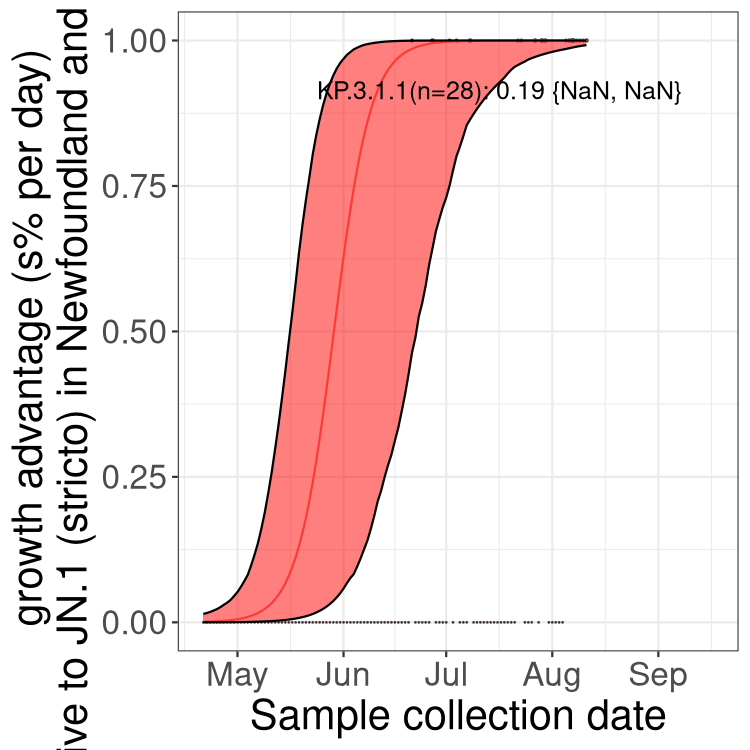 growth advantage (s% per day)
ive to JN.1 (stricto) in Newfoundland and
1.00
0.75
0.50
0.25
0.00
KP.3.1.1(n=28): 0.19 {NaN, NaN}
May Jun Jul Aug Sep
Sample collection date